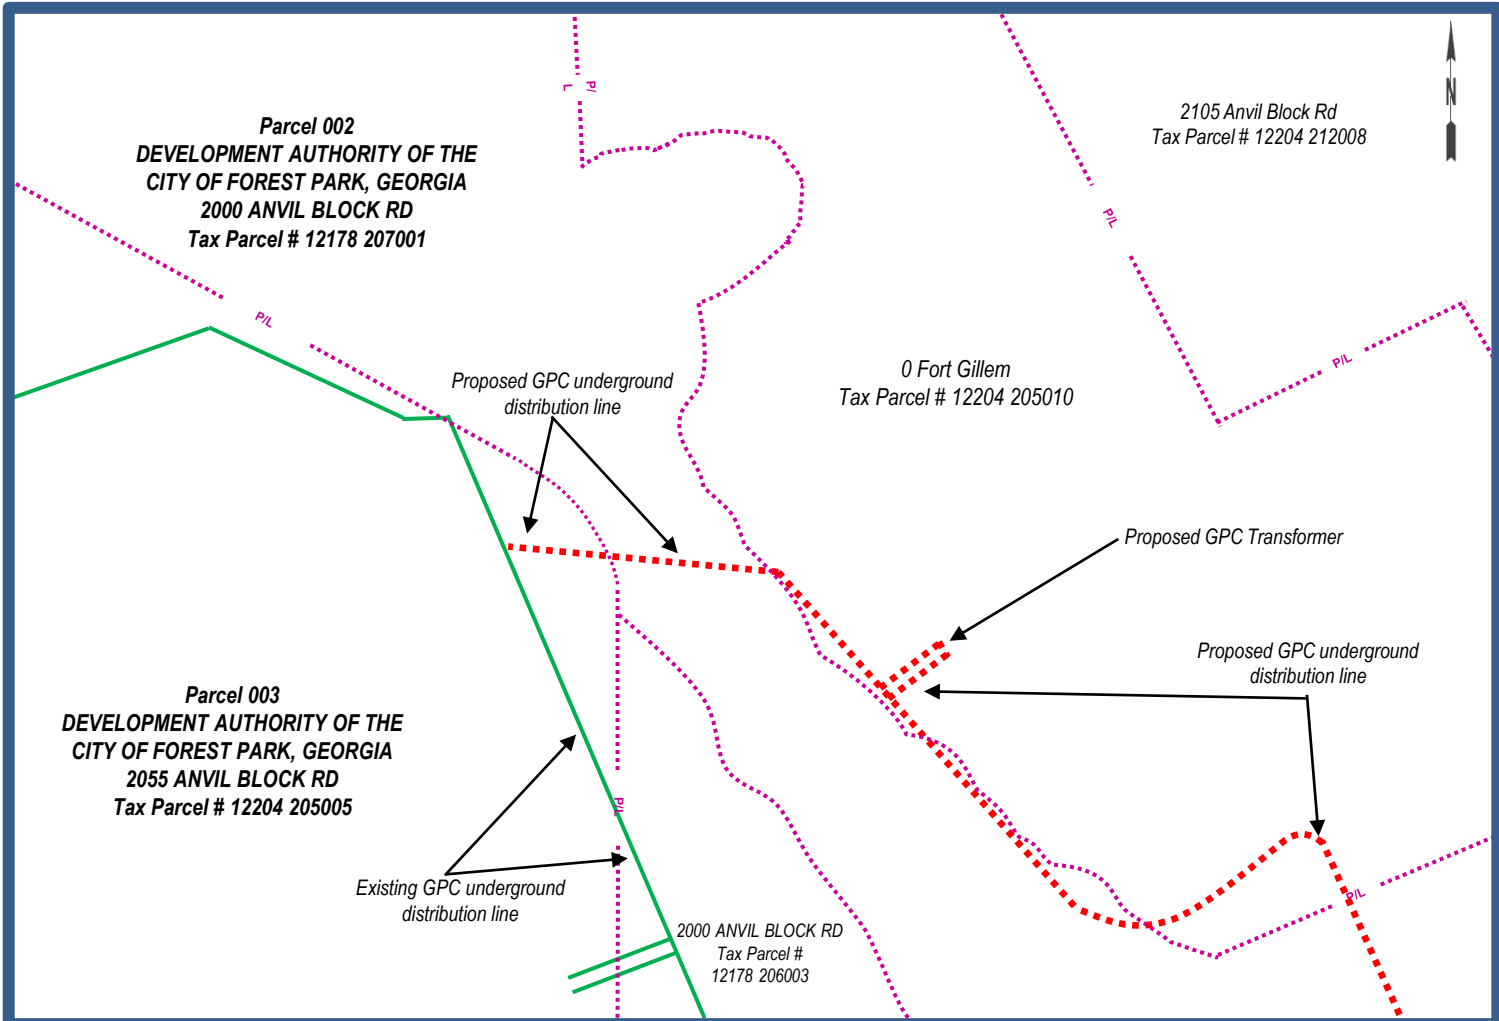 P/
L
N
2105 Anvil Block Rd
Tax Parcel # 12204 212008
Parcel 002
DEVELOPMENT AUTHORITY OF THE
CITY OF FOREST PARK, GEORGIA
2000 ANVIL BLOCK RD
Tax Parcel # 12178 207001
P/L
P/L
P/L
0 Fort Gillem
Tax Parcel # 12204 205010
Proposed GPC underground
distribution line
Proposed GPC Transformer
Proposed GPC underground
distribution line
Parcel 003
DEVELOPMENT AUTHORITY OF THE
CITY OF FOREST PARK, GEORGIA
2055 ANVIL BLOCK RD
Tax Parcel # 12204 205005
P/L
Existing GPC underground
distribution line
P/L
2000 ANVIL BLOCK RD
Tax Parcel #
12178 206003